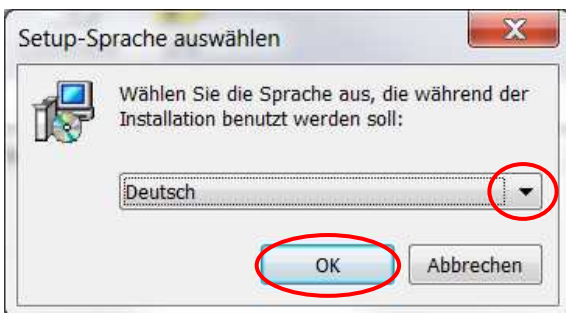 Setup-Sprache auswählen
Wählen Sie die Sprache aus, die während der
Installation benutzt werden soll:
Deutsch
OK
Abbrechen